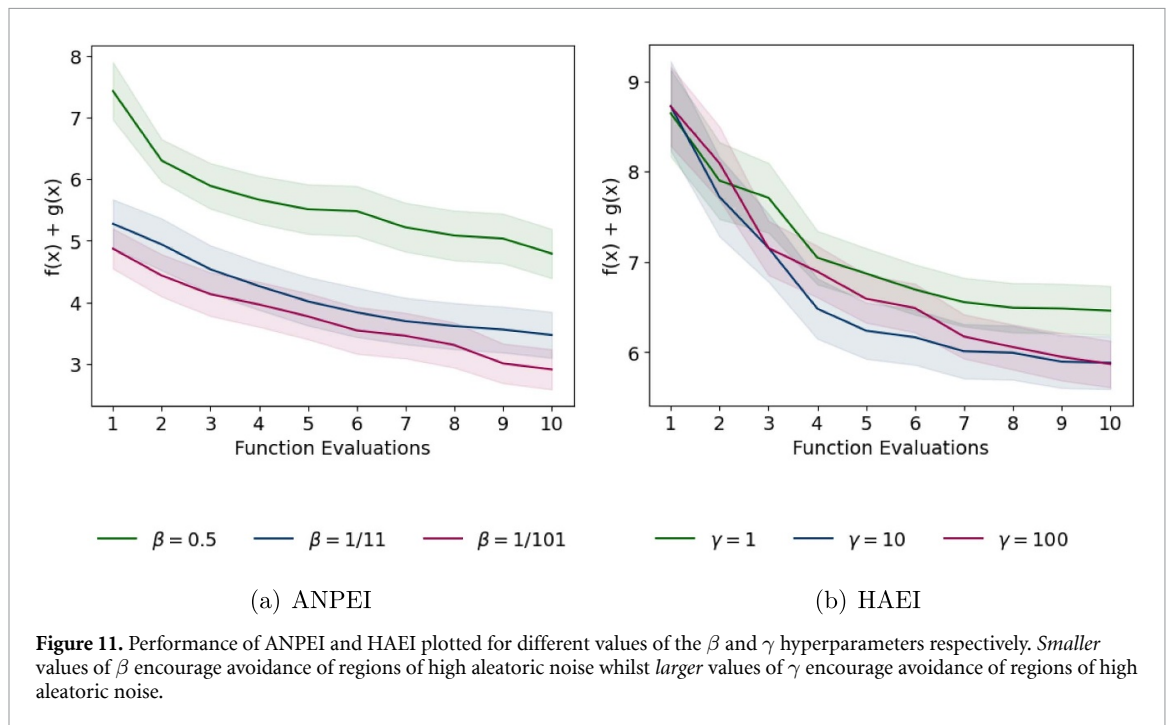 8
7
6
5
4
3
f(x) + g(x)
1 2 3 4 5 6 7 8 9 10
Function Evaluations
β = 0.5 β = 1/11 β = 1/101
(a) ANPEI
9
8
7
6
f(x) + g(x)
1 2 3 4 5 6 7 8 9 10
Function Evaluations
γ = 1 γ = 10 γ = 100
(b) HAEI
Figure 11. Performance of ANPEI and HAEI plotted for different values of the β and γ hyperparameters respectively. Smaller
values of β encourage avoidance of regions of high aleatoric noise whilst larger values of γ encourage avoidance of regions of high
aleatoric noise.